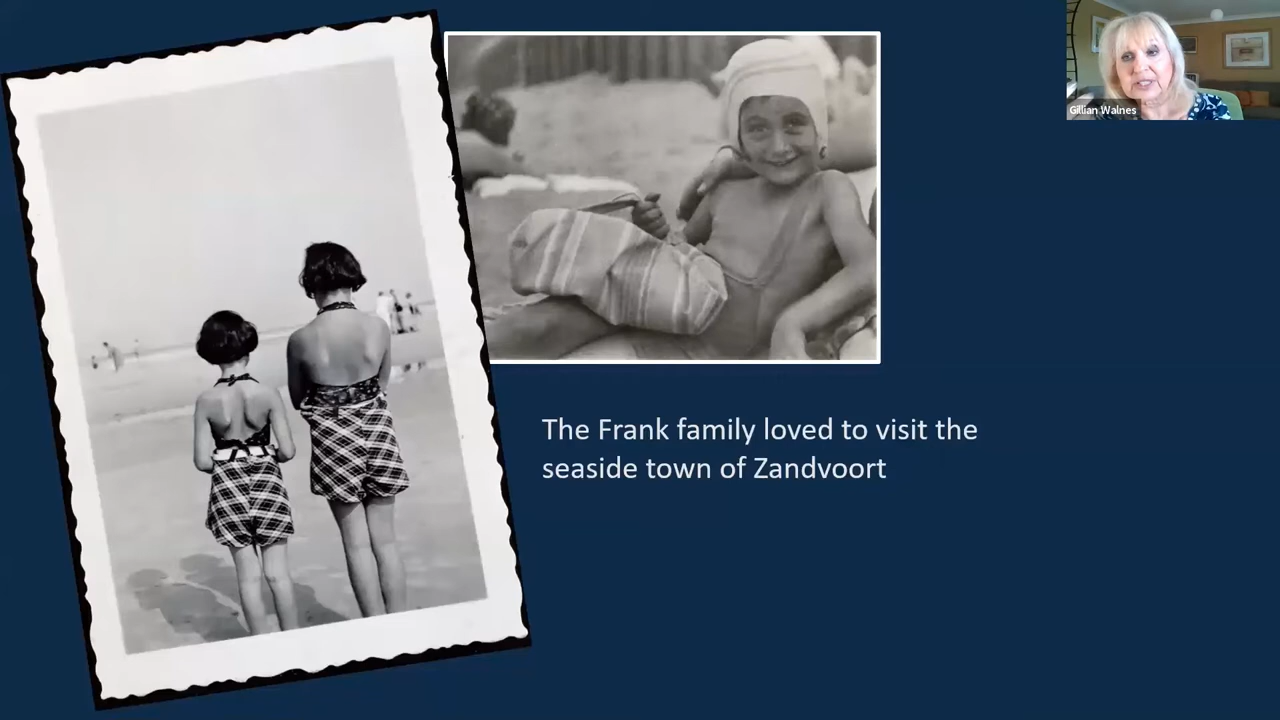 Gillian Walnes
The Frank family loved to visit the
seaside town of Zandvoort